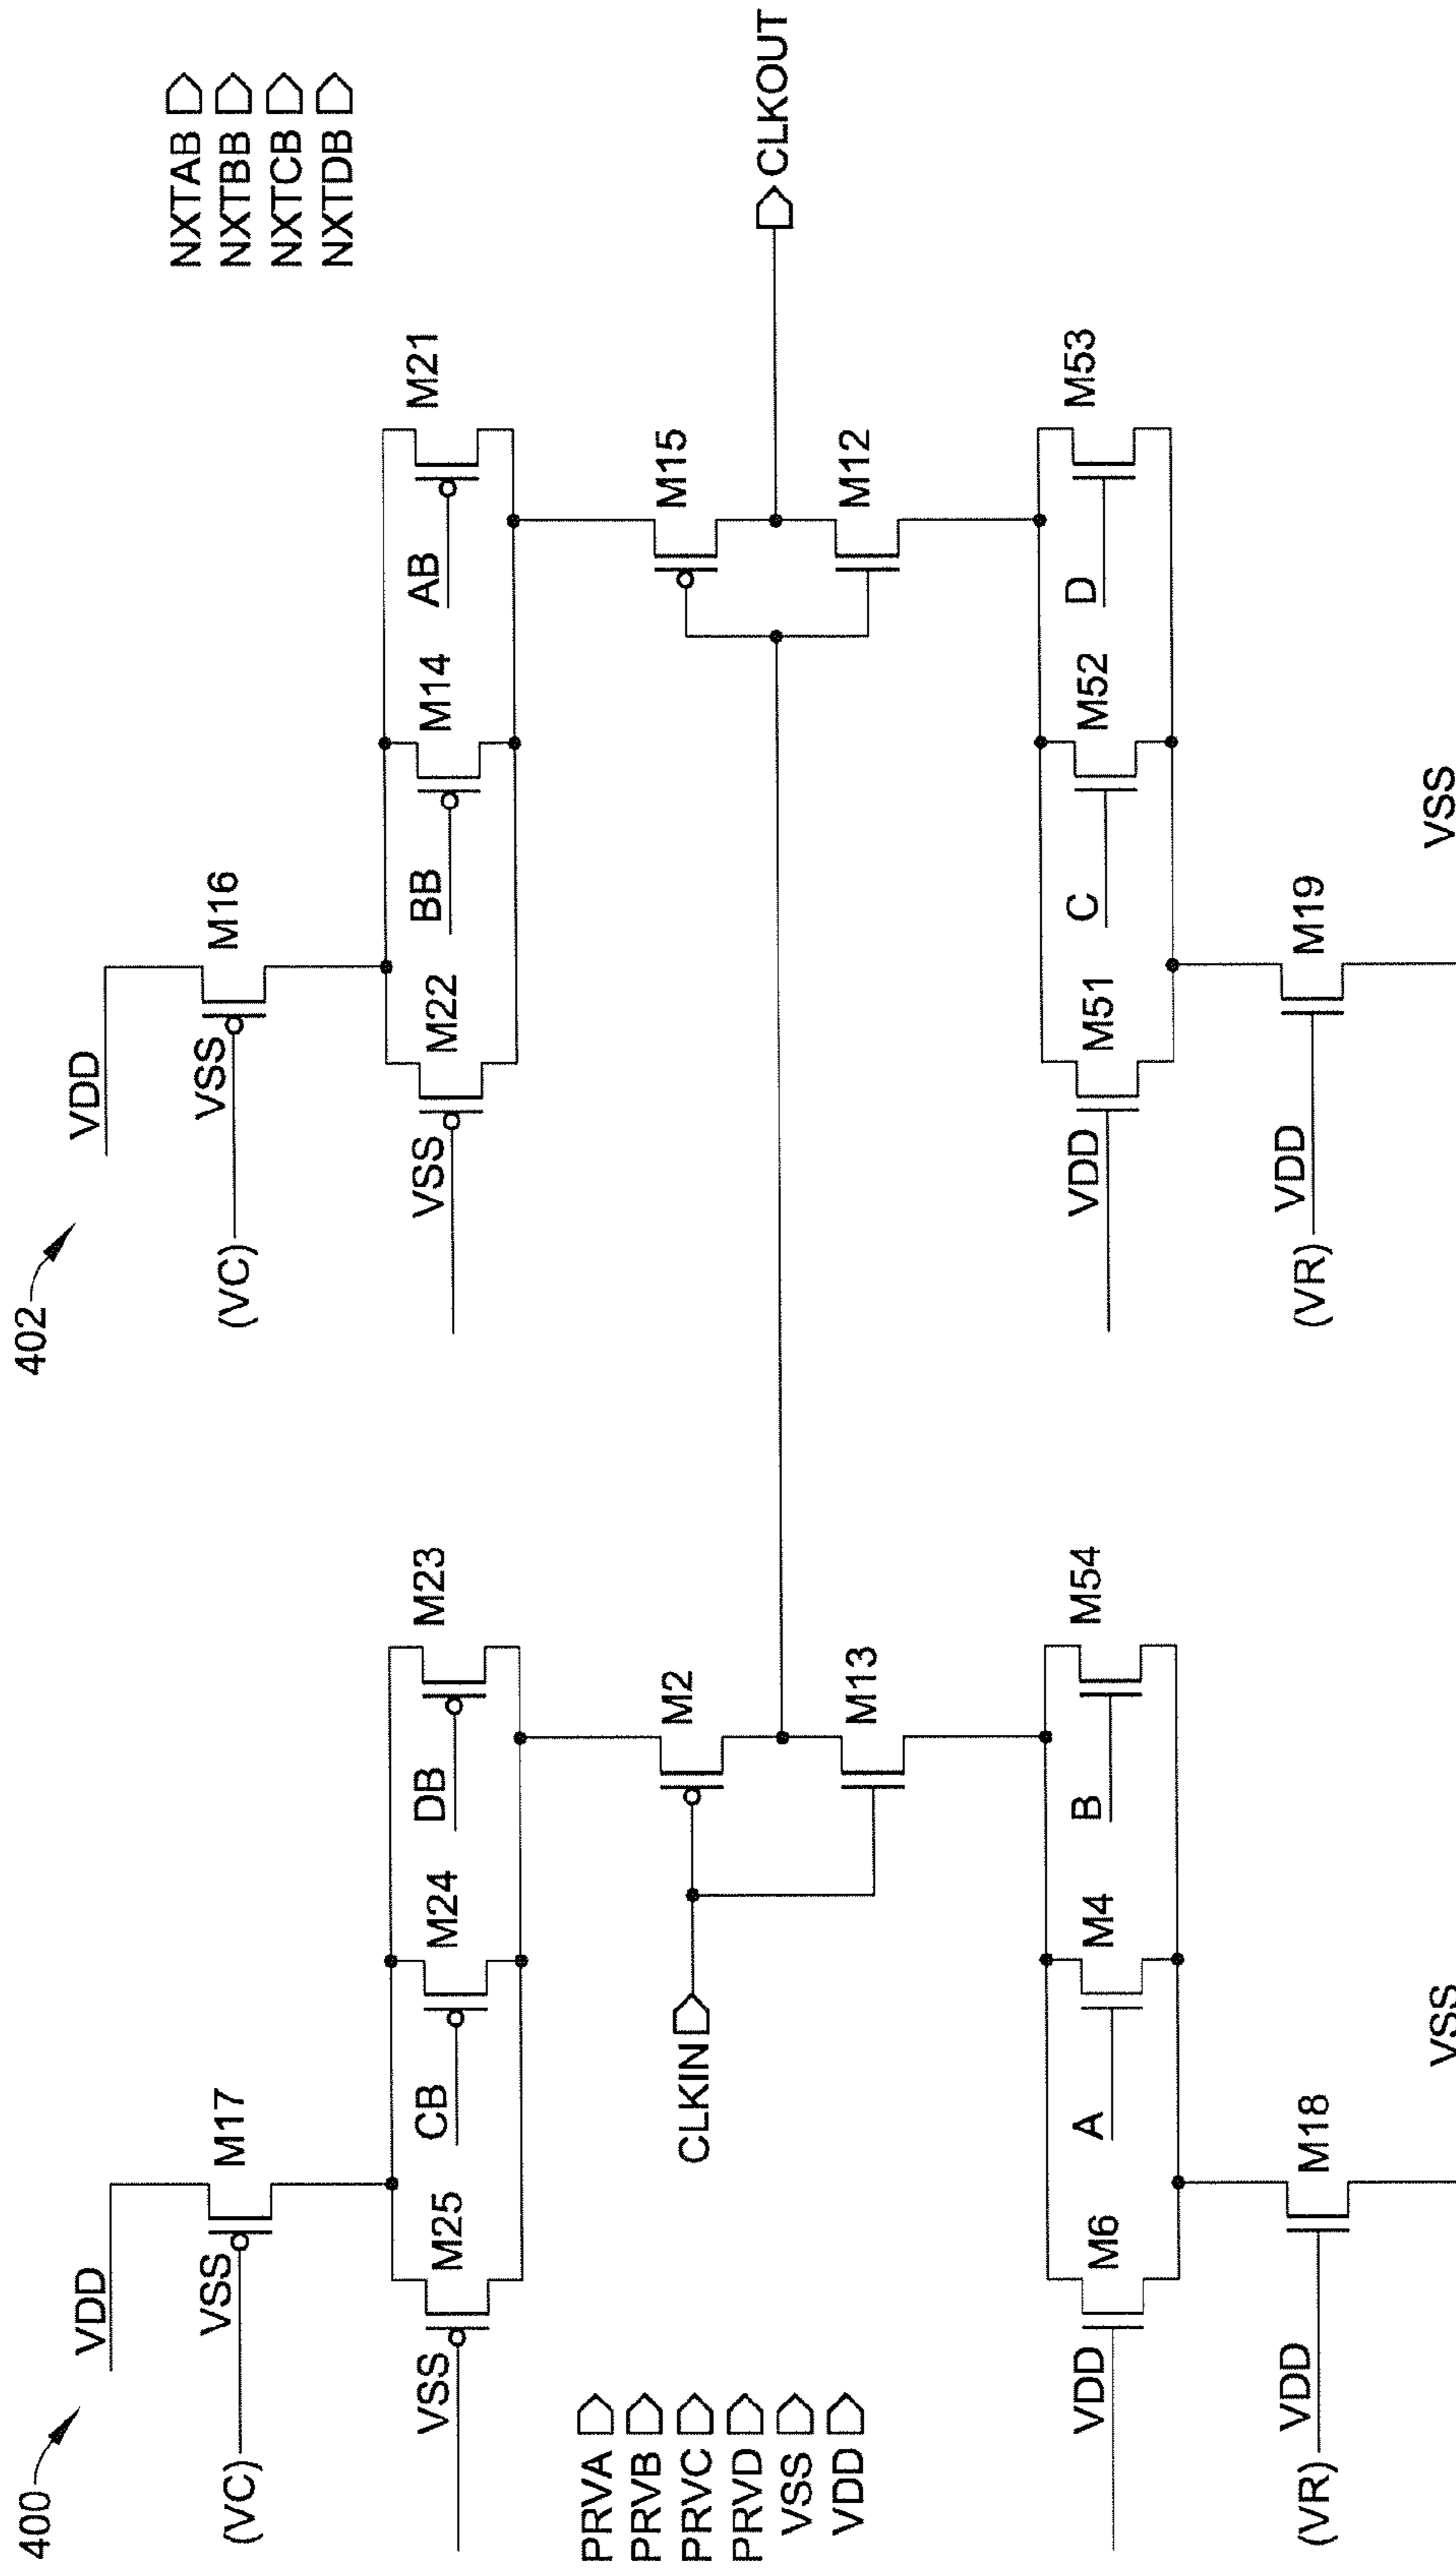 400
402
VDD
VDD
NXTAB
NXTBB
NXTCB
NXTDB
(VC)
VSS
M17
(VC)
VSS
M16
VSS
M25
CB
M24
DB
M23
VSS
M22
BB
M14
AB
M21
PRVA
PRVB
PRVC
PRVD
VSS
VDD
CLKIN
M2
M13
M15
M12
CLKOUT
VDD
M6
A
M4
B
M54
VDD
M51
C
M52
D
M53
(VR)
VDD
M18
(VR)
VDD
M19
VSS
VSS